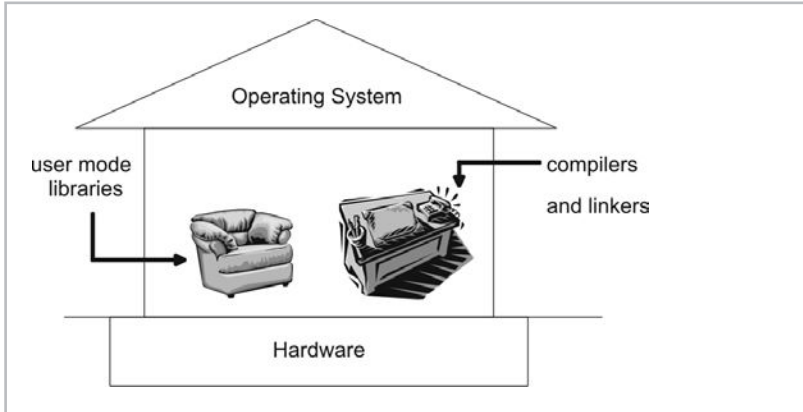 Operating System
user mode
libraries
compilers
and linkers
Hardware